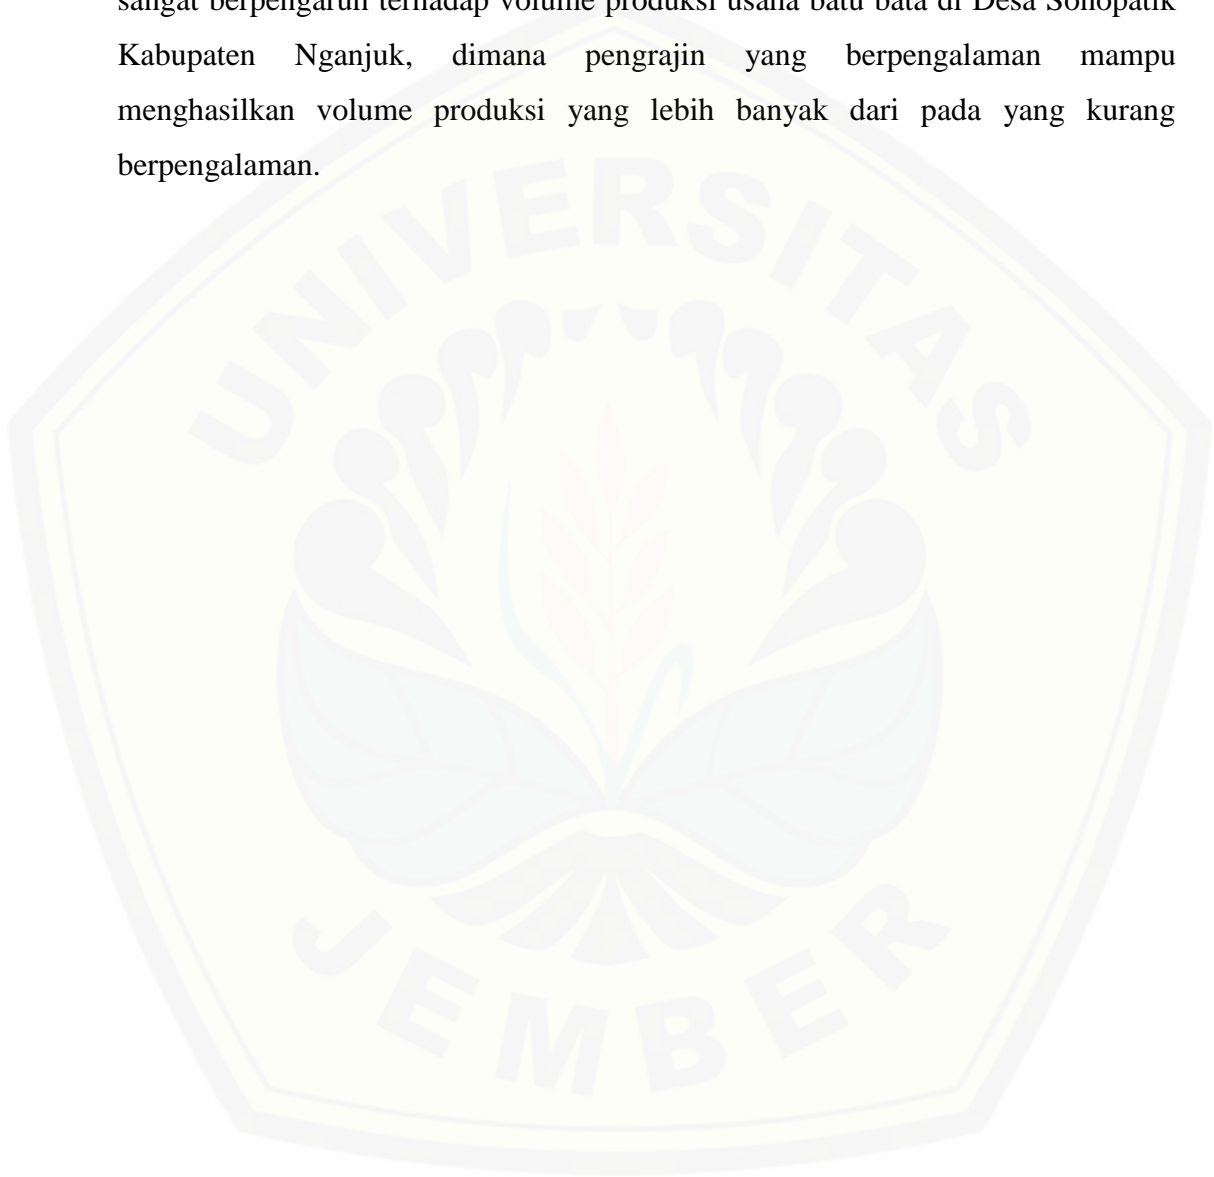 sangat berpengaruh terhadap volume produksi usaha batu bata di Desa Sonopatik
Kabupaten Nganjuk, dimana pengrajin yang berpengalaman mampu
menghasilkan volume produksi yang lebih banyak dari pada yang kurang
berpengalaman.
UNIVERSITAS
JEMBER